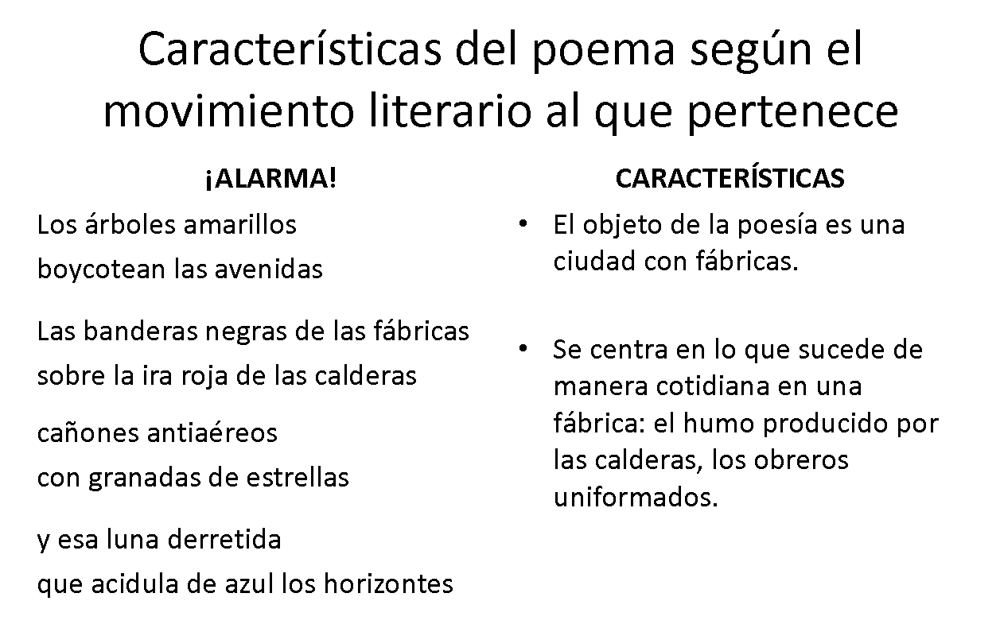 Características del poema según el
movimiento literario al que pertenece
¡ALARMA!
Los árboles amarillos
boycotean las avenidas
Las banderas negras de las fábricas
sobre la ira roja de las calderas
cañones antiaéreos
con granadas de estrellas
y esa luna derretida
que acidula de azul los horizontes
CARACTERÍSTICAS
• El objeto de la poesía es una
ciudad con fábricas.
• Se centra en lo que sucede de
manera cotidiana en una
fábrica: el humo producido por
las calderas, los obreros
uniformados.